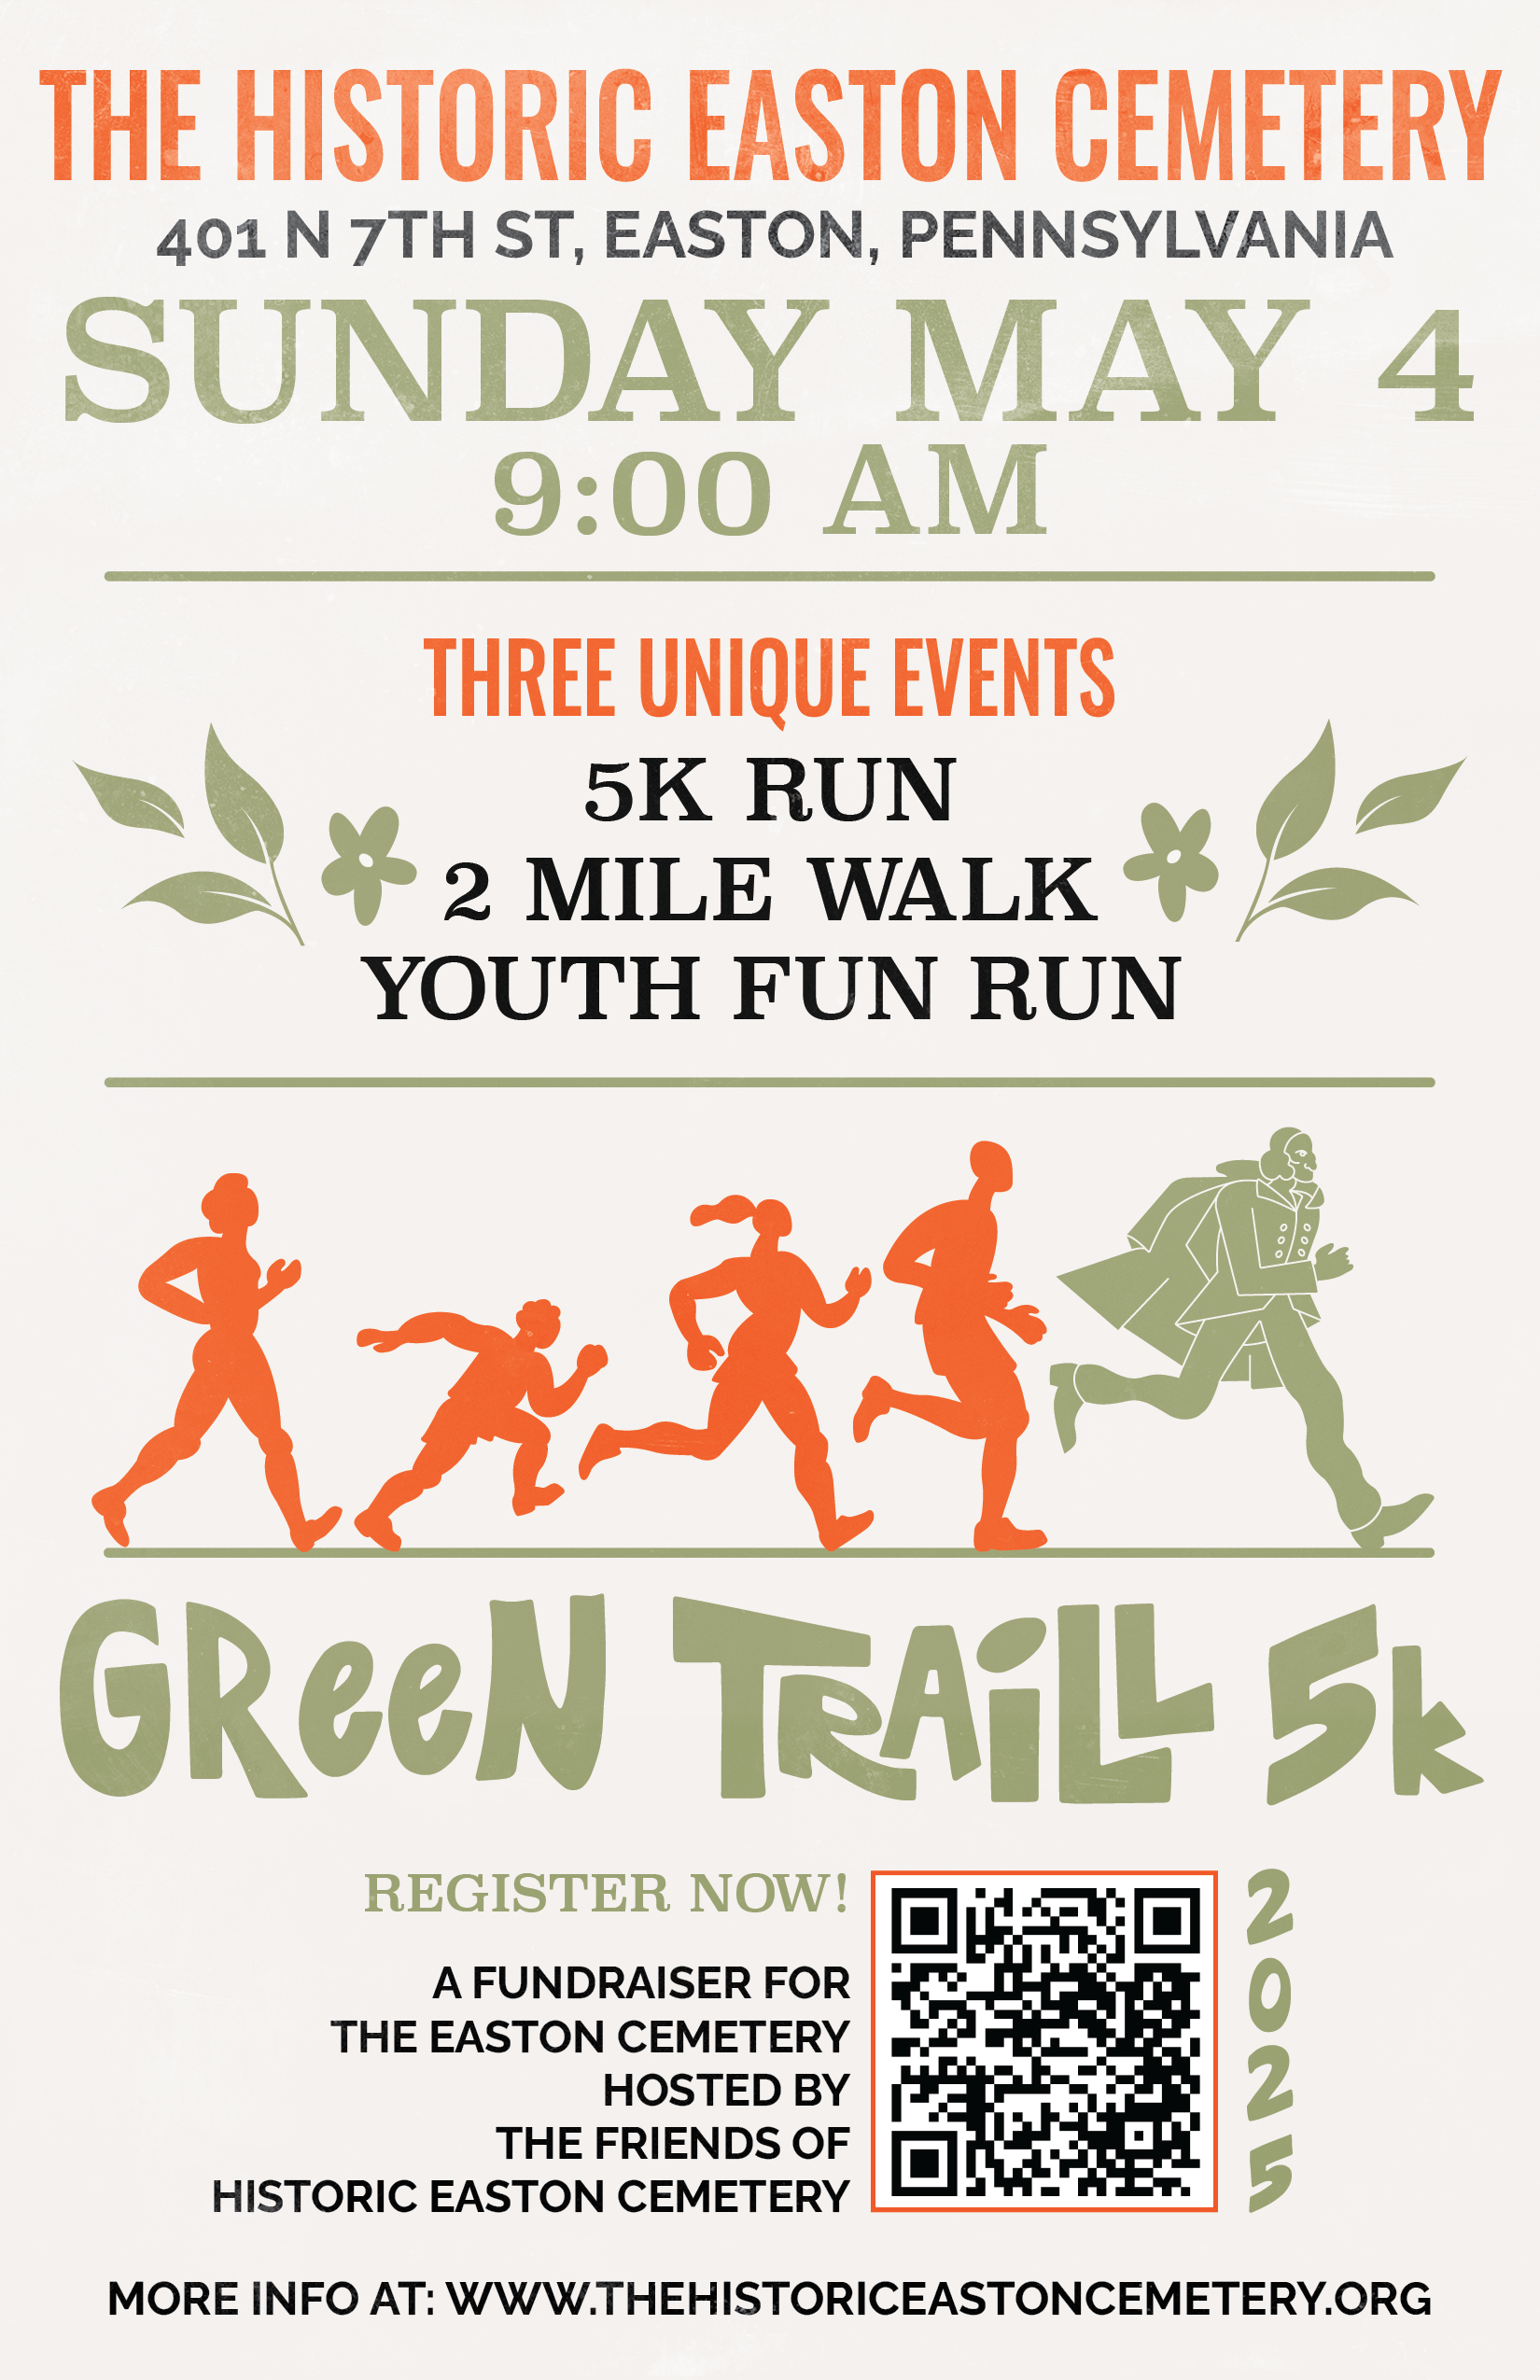 THE HISTORIC EASTON CEMETERY
401 N 7TH ST, EASTON, PENNSYLVANIA
SUNDAY MAY 4
9:00 AM
THREE UNIQUE EVENTS
5K RUN
2 MILE WALK
YOUTH FUN RUN
GReeN TRAiLL 5k
REGISTER NOW!
A FUNDRAISER FOR
THE EASTON CEMETERY
HOSTED BY
THE FRIENDS OF
HISTORIC EASTON CEMETERY
2025
MORE INFO AT: WWW.THEHISTORICEASTONCEMETERY.ORG